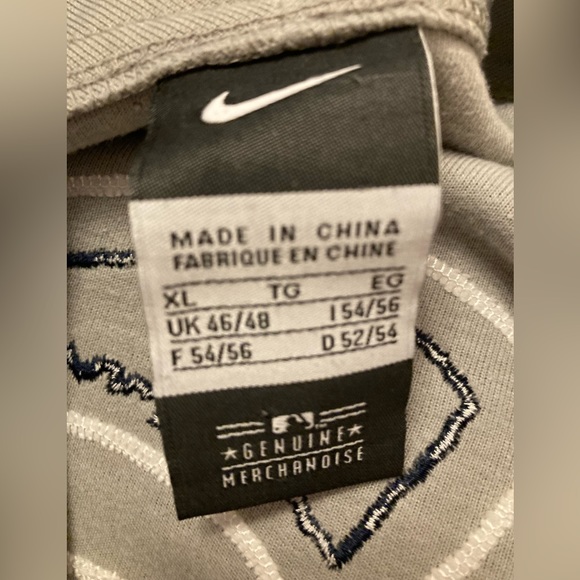 MADE IN CHINA
FABRIQUE EN CHINE
XL TG EG
UK 46/48 I 54/56
F 54/56 D 52/54
GENUINE
MERCHANDISE